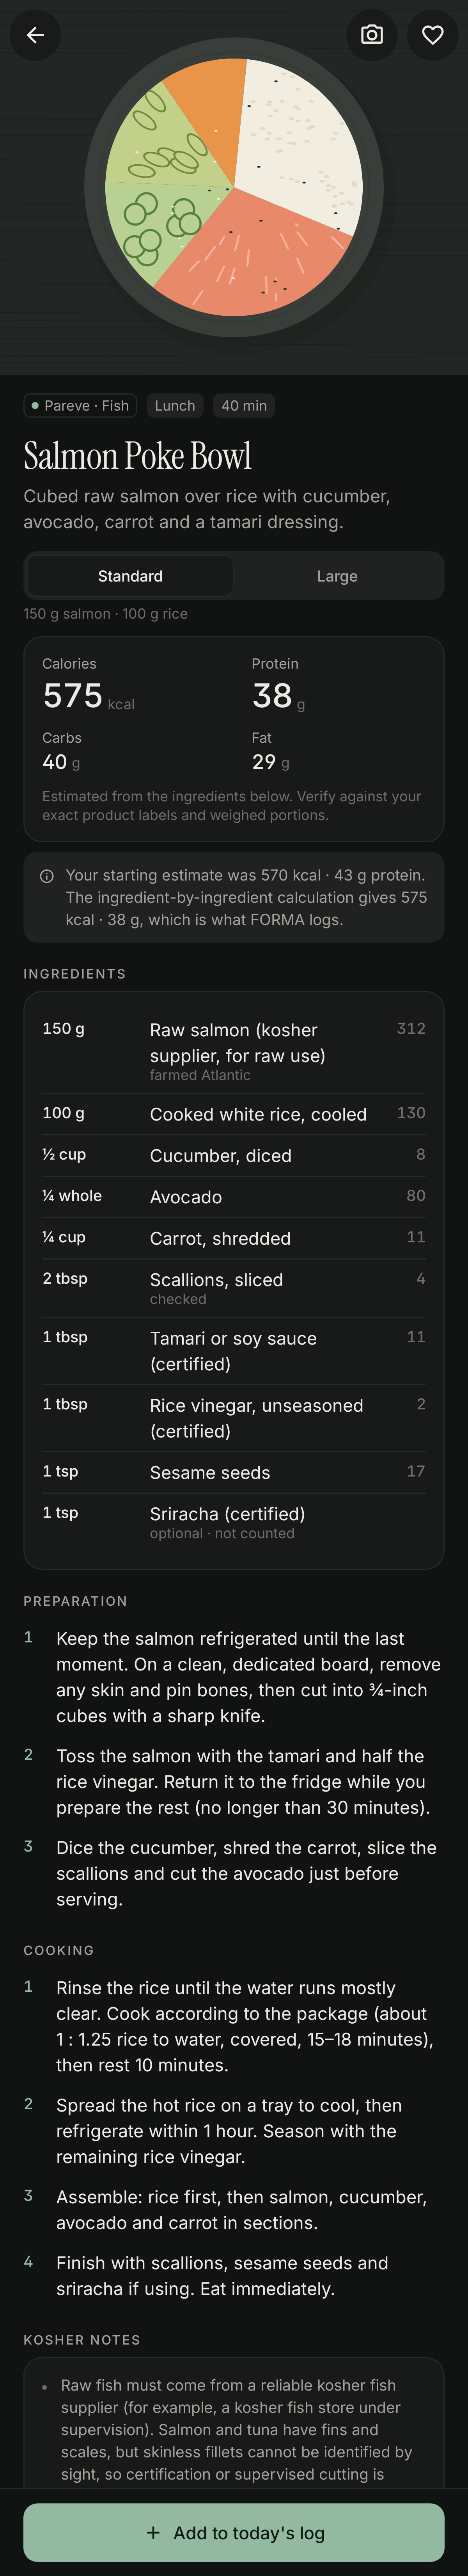 Pareve · Fish
Lunch
40 min
Salmon Poke Bowl
Cubed raw salmon over rice with cucumber,
avocado, carrot and a tamari dressing.
Standard
Large
150 g salmon · 100 g rice
Calories
Protein
575 kcal
38 g
Carbs
Fat
40 g
29 g
Estimated from the ingredients below. Verify against your
exact product labels and weighed portions.
Your starting estimate was 570 kcal · 43 g protein.
The ingredient-by-ingredient calculation gives 575
kcal · 38 g, which is what FORMA logs.
INGREDIENTS
150 g Raw salmon (kosher 312
supplier, for raw use)
farmed Atlantic
100 g Cooked white rice, cooled 130
½ cup Cucumber, diced 8
¼ whole Avocado 80
¼ cup Carrot, shredded 11
2 tbsp Scallions, sliced 4
checked
1 tbsp Tamari or soy sauce 11
(certified)
1 tbsp Rice vinegar, unseasoned 2
(certified)
1 tsp Sesame seeds 17
1 tsp Sriracha (certified)
optional · not counted
PREPARATION
1 Keep the salmon refrigerated until the last
moment. On a clean, dedicated board, remove
any skin and pin bones, then cut into ¾-inch
cubes with a sharp knife.
2 Toss the salmon with the tamari and half the
rice vinegar. Return it to the fridge while you
prepare the rest (no longer than 30 minutes).
3 Dice the cucumber, shred the carrot, slice the
scallions and cut the avocado just before
serving.
COOKING
1 Rinse the rice until the water runs mostly
clear. Cook according to the package (about
1 : 1.25 rice to water, covered, 15–18 minutes),
then rest 10 minutes.
2 Spread the hot rice on a tray to cool, then
refrigerate within 1 hour. Season with the
remaining rice vinegar.
3 Assemble: rice first, then salmon, cucumber,
avocado and carrot in sections.
4 Finish with scallions, sesame seeds and
sriracha if using. Eat immediately.
KOSHER NOTES
• Raw fish must come from a reliable kosher fish
supplier (for example, a kosher fish store under
supervision). Salmon and tuna have fins and
scales, but skinless fillets cannot be identified by
sight, so certification or supervised cutting is
+ Add to today's log